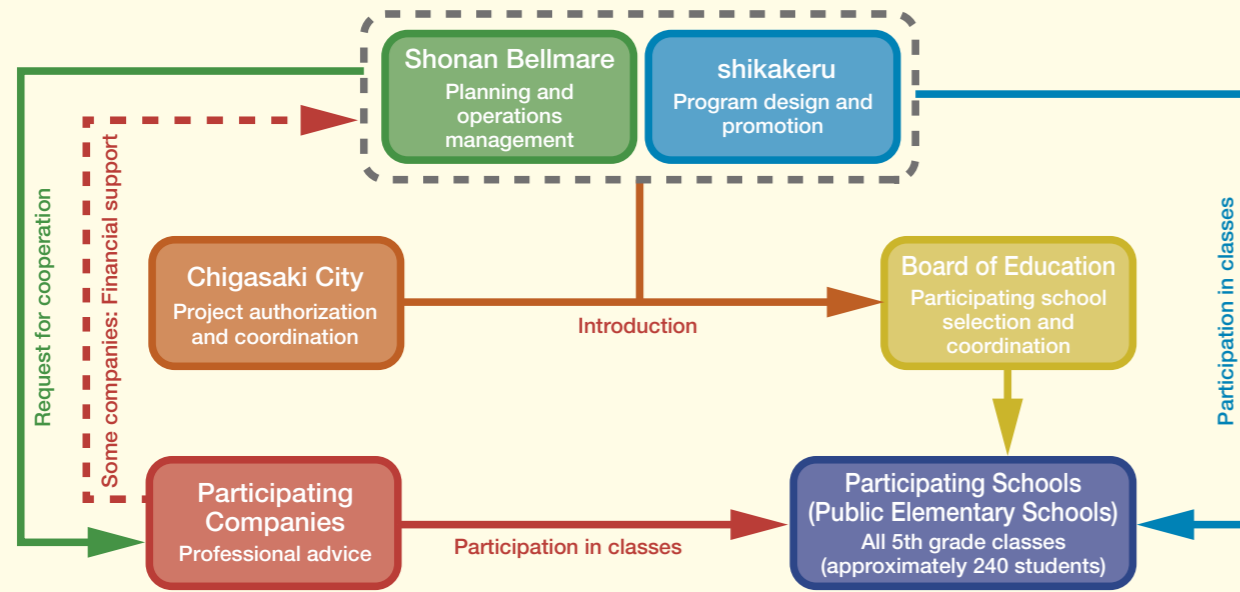 Shonan Bellmare
Planning and
operations
management
shikakeru
Program design and
promotion
Request for cooperation
Some companies: Financial support
Chigasaki City
Project authorization
and coordination
Introduction
Board of Education
Participating school
selection and
coordination
Participation in classes
Participating
Companies
Professional advice
Participation in classes
Participating Schools
(Public Elementary Schools)
All 5th grade classes
(approximately 240 students)